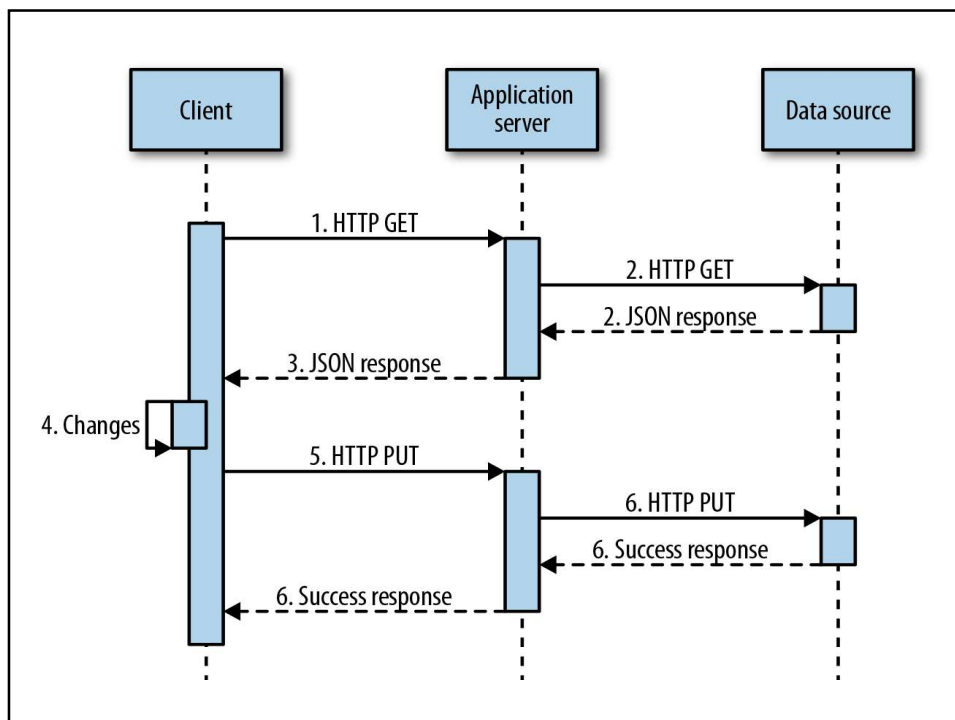 Client
Application
server
Data source
1. HTTP GET
2. HTTP GET
2. JSON response
3. JSON response
4. Changes
5. HTTP PUT
6. HTTP PUT
6. Success response
6. Success response